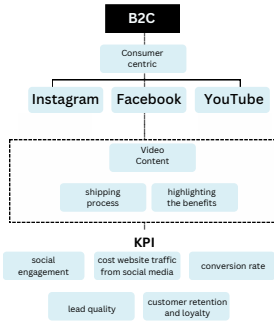 B2C
Consumer
centric
Instagram Facebook YouTube
Video
Content
shipping
process
highlighting
the benefits
KPI
social
engagement
cost website traffic
from social media
conversion rate
lead quality
customer retention
and loyalty